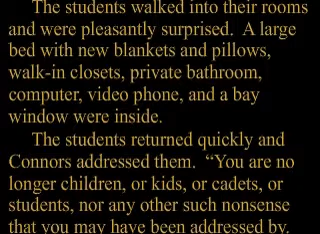 The students walked into their rooms
and were pleasantly surprised.  A large
bed with new blankets and pillows,
walk-in closets, private bathroom,
computer, video phone, and a bay
window were inside.
The students returned quickly and
Connors addressed them.  “You are no
longer children, or kids, or cadets, or
students, nor any other such nonsense
that you may have been addressed by.